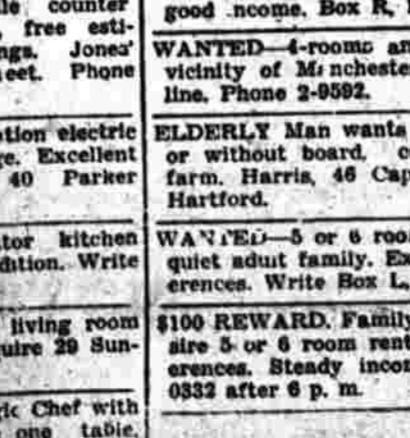 counter
free esti-
ngs. Jones'
eet. Phone
tion electric
e. Excellent
40 Parker
tor kitchen
dition. Write
living room
uire 29 Sun-
ic Chef with
one table.
good ncome. Box R,
WANTED—4-rooms an
vicinity of Manchester
line. Phone 2-9592.
ELDERLY Man wants
or without board, c
farm. Harris, 46 Cap
Hartford.
WANTED—5 or 6 roo
quiet adult family. Ex
erences. Write Box L,
$100 REWARD. Family
sire 5 or 6 room rent
erences. Steady incom
0332 after 6 p. m.